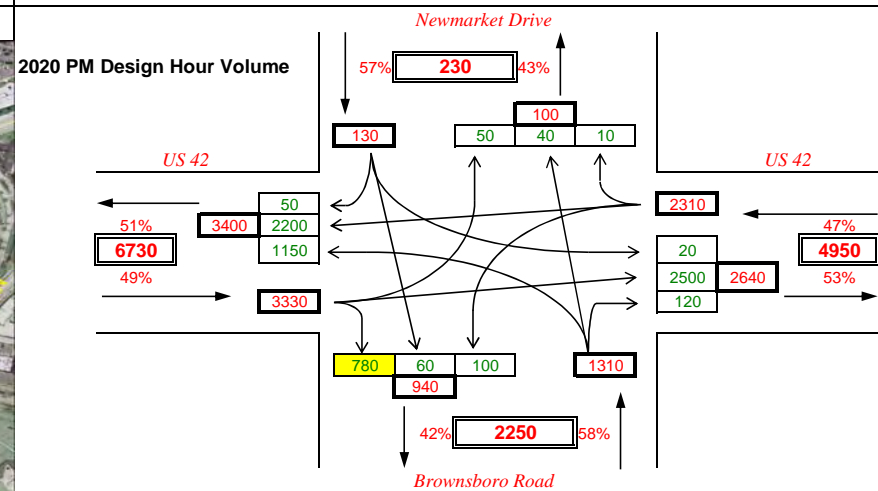 Newmarket Drive
2020 PM Design Hour Volume
57% 230 43%
100
130 50 40 10
US 42 US 42
50 2310
51% 3400 2200 47%
6730 1150 20 4950
49% 2500 2640 53%
3330 120
780 60 100 1310
940
42% 2250 58%
Brownsboro Road